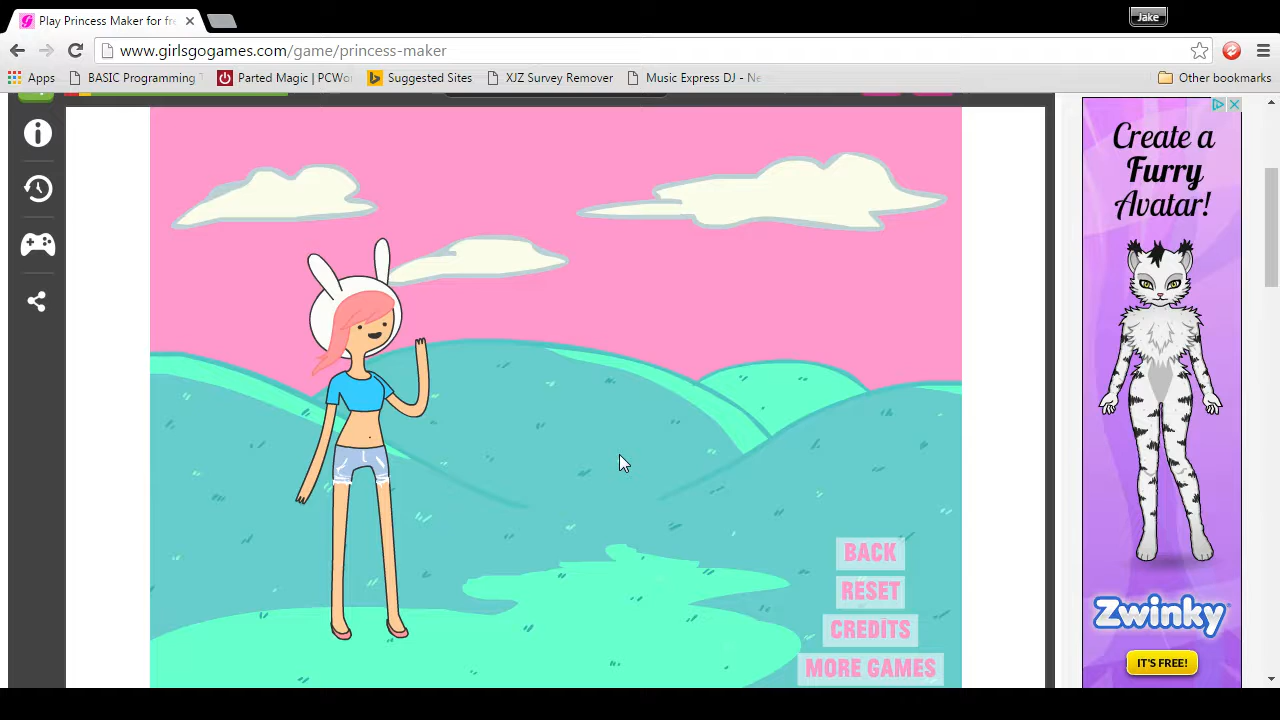 Play Princess Maker for fre
Jake
www.girlsgogames.com/game/princess-maker
Apps
BASIC Programming
Parted Magic | PCWo
Suggested Sites
XJZ Survey Remover
Music Express DJ - Ne
Other bookmarks
Create a
Furry
Avatar!
BACK
RESET
CREDITS
MORE GAMES
Zwinky
IT'S FREE!